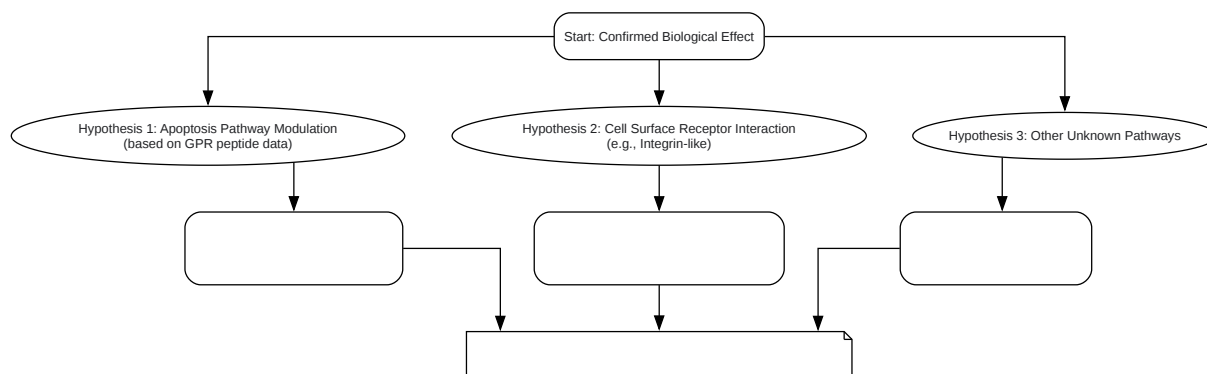 Start: Confirmed Biological Effect
Hypothesis 1: Apoptosis Pathway Modulation
(based on GPR peptide data)
Hypothesis 2: Cell Surface Receptor Interaction
(e.g., Integrin-like)
Hypothesis 3: Other Unknown Pathways